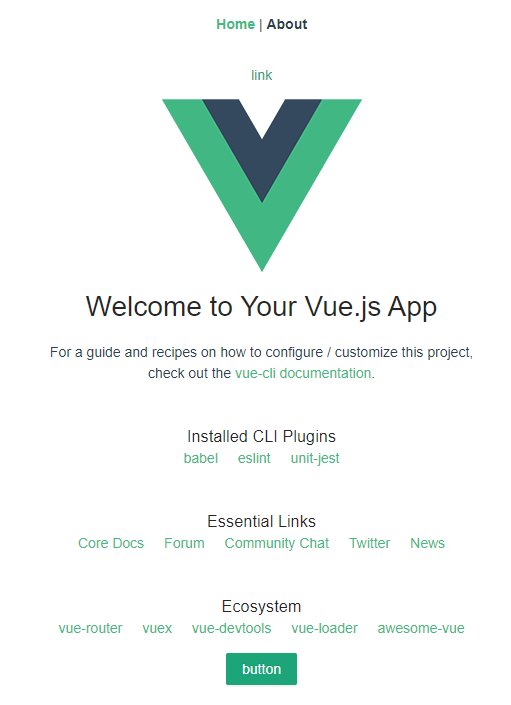 Home | About
link
Welcome to Your Vue.js App
For a guide and recipes on how to configure / customize this project,
check out the vue-cli documentation.
Installed CLI Plugins
babel eslint unit-jest
Essential Links
Core Docs Forum Community Chat Twitter News
Ecosystem
vue-router vuex vue-devtools vue-loader awesome-vue
button